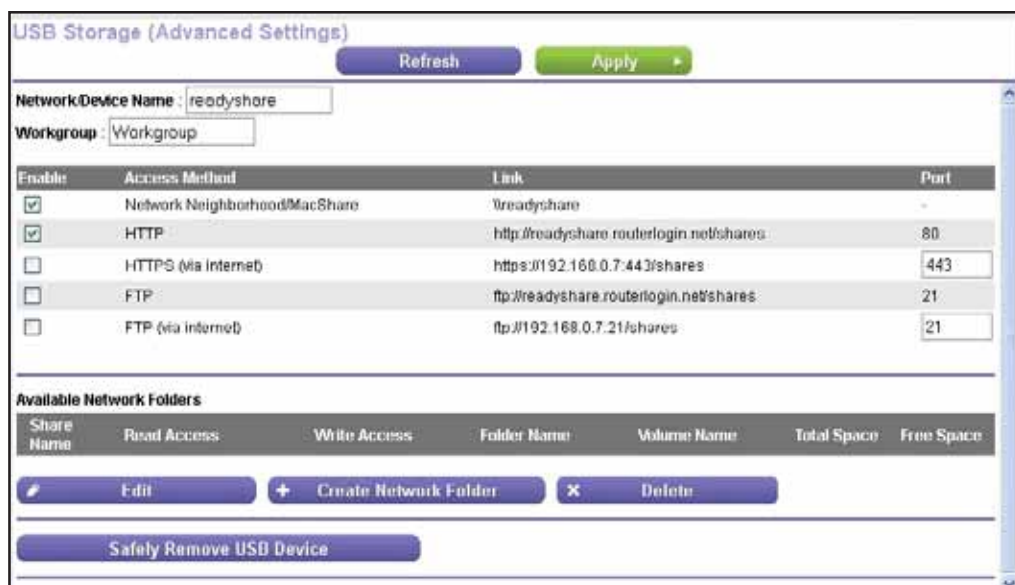 USB Storage (Advanced Settings)
Refresh Apply
Network/Device Name : readyshare
Workgroup : Workgroup
Enable Access Method Link Port
Network Neighborhood/MacShare \\readyshare -
HTTP http://readyshare.routerlogin.net/shares 80
HTTPS (via internet) https://192.168.0.7:443/shares 443
FTP ftp://readyshare.routerlogin.net/shares 21
FTP (via internet) ftp://192.168.0.7:21/shares 21
Available Network Folders
Share Name Read Access Write Access Folder Name Volume Name Total Space Free Space
Edit Create Network Folder Delete
Safely Remove USB Device